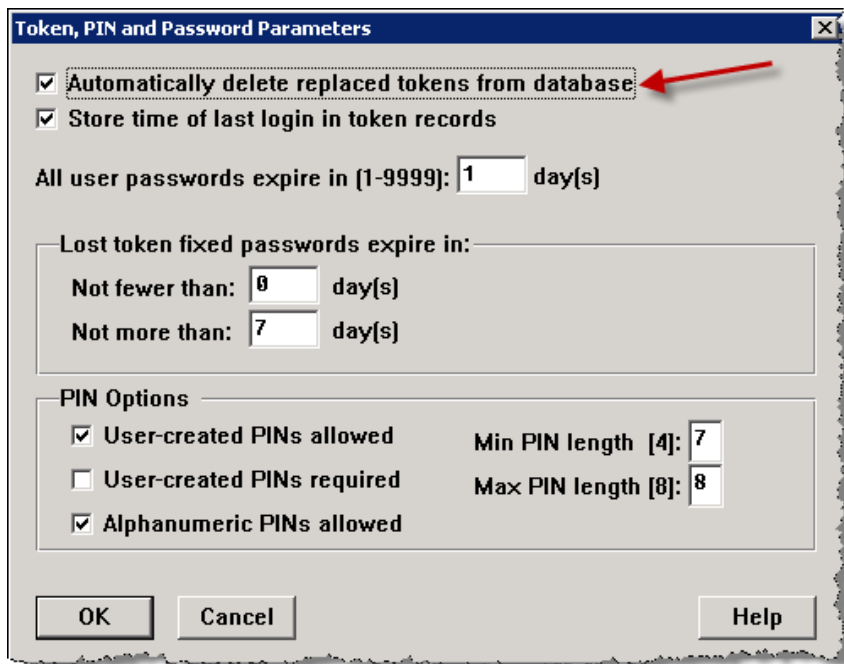 Token, PIN and Password Parameters
Automatically delete replaced tokens from database
Store time of last login in token records
All user passwords expire in (1-9999): 1 day(s)
Lost token fixed passwords expire in:
Not fewer than: 0 day(s)
Not more than: 7 day(s)
PIN Options
User-created PINs allowed
Min PIN length [4]: 7
User-created PINs required
Max PIN length [8]: 8
Alphanumeric PINs allowed
OK Cancel Help